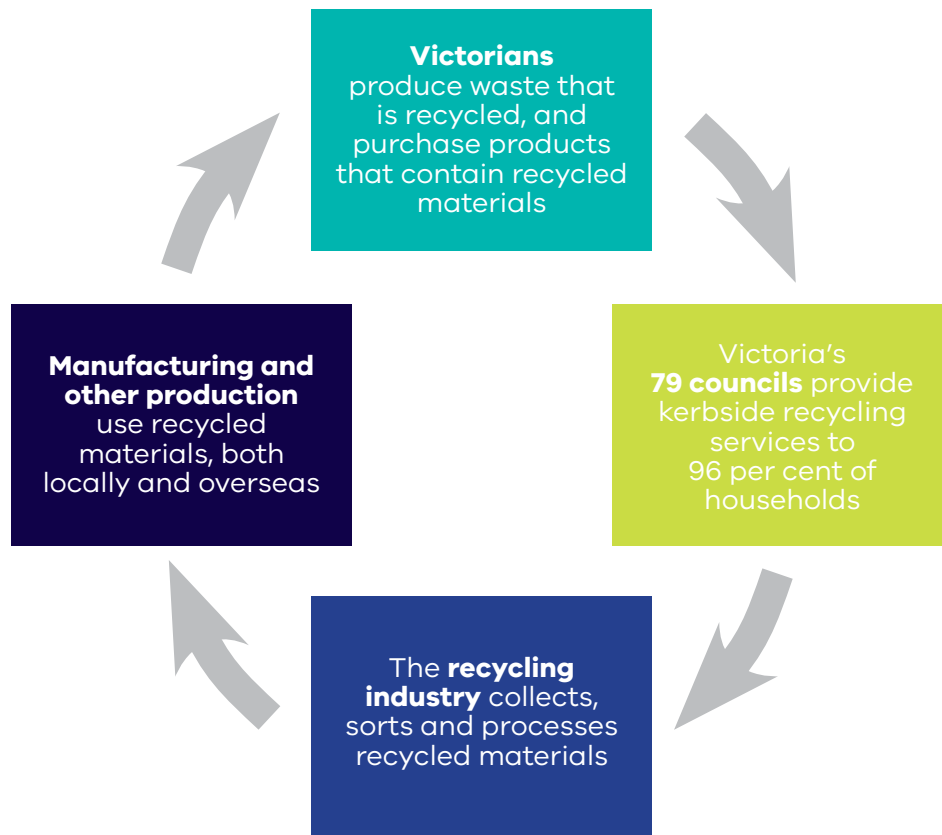 Victorians
produce waste that
is recycled, and
purchase products
that contain recycled
materials
Victoria's
79 councils provide
kerbside recycling
services to
96 per cent of
households
The recycling
industry collects,
sorts and processes
recycled materials
Manufacturing and
other production
use recycled
materials, both
locally and overseas